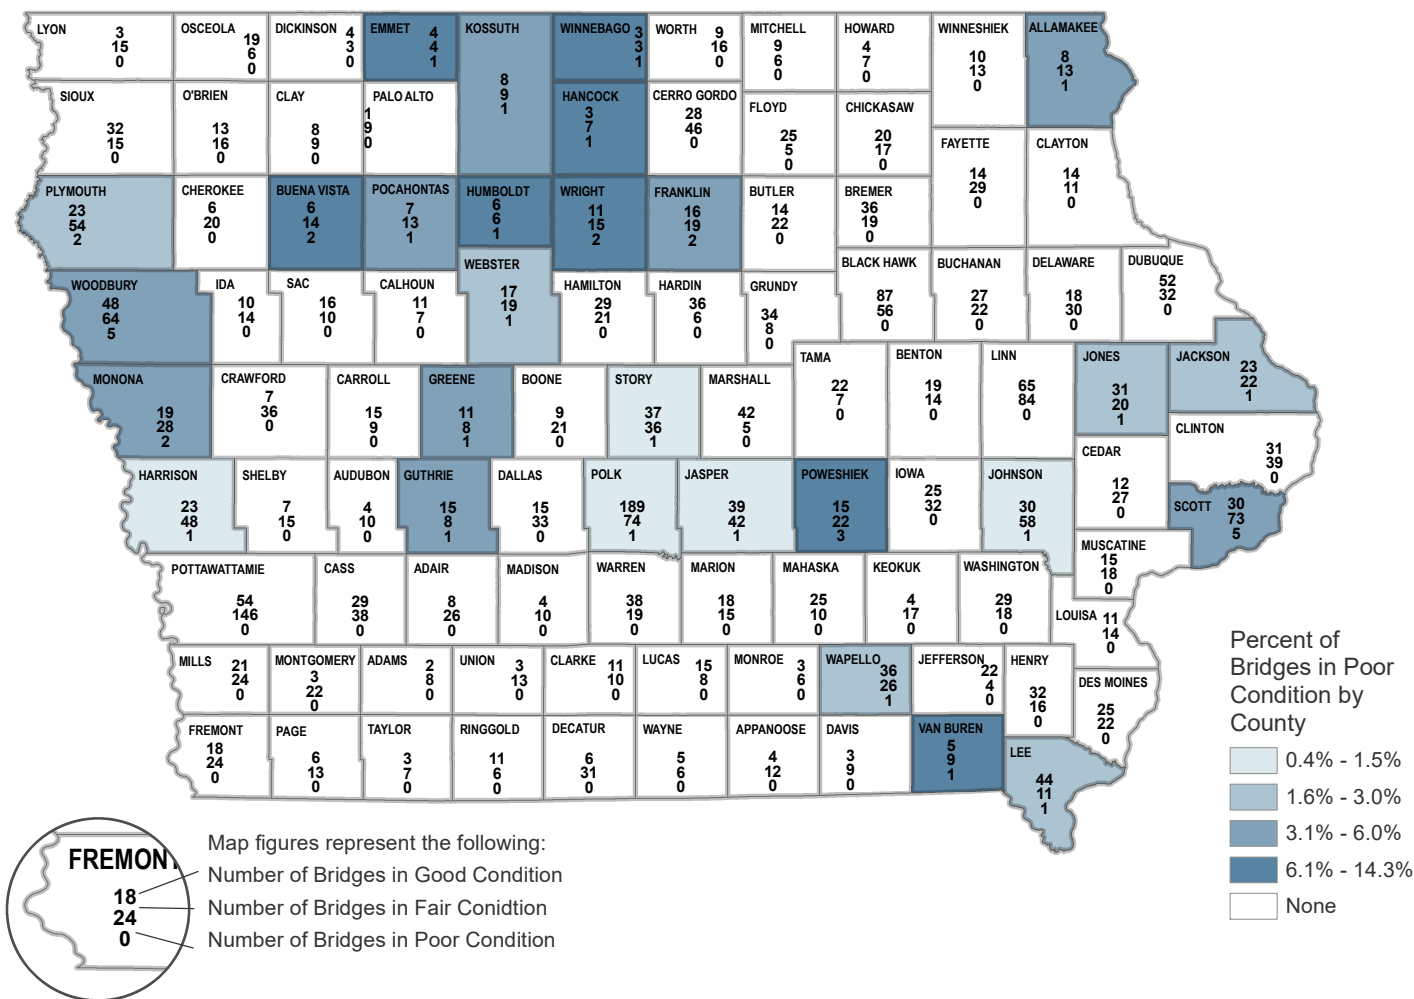 LYON 3
15
0
OSCEOLA 19
6
0
DICKINSON 4
3
0
EMMET 4
4
1
KOSSUTH
8
9
1
WINNEBAGO 3
3
1
WORTH 9
16
0
MITCHELL
9
6
0
HOWARD
4
7
0
WINNESHIEK
10
13
0
ALLAMAKEE
8
13
1
SIOUX
32
15
0
O'BRIEN
13
16
0
CLAY
8
9
0
PALO ALTO
1
9
0
HANCOCK
3
7
1
CERRO GORDO
28
46
0
FLOYD
25
5
0
CHICKASAW
20
17
0
FAYETTE
14
29
0
CLAYTON
14
11
0
PLYMOUTH
23
54
2
CHEROKEE
6
20
0
BUENA VISTA
6
14
2
POCAHONTAS
7
13
1
HUMBOLDT
6
6
1
WRIGHT
11
15
2
FRANKLIN
16
19
2
BUTLER
14
22
0
BREMER
36
19
0
WOODBURY
48
64
5
IDA
10
14
0
SAC
16
10
0
CALHOUN
11
7
0
WEBSTER
17
19
1
HAMILTON
29
21
0
HARDIN
36
6
0
GRUNDY
34
8
0
BLACK HAWK
87
56
0
BUCHANAN
27
22
0
DELAWARE
18
30
0
DUBUQUE
52
32
0
MONONA
19
28
2
CRAWFORD
7
36
0
CARROLL
15
9
0
GREENE
11
8
1
BOONE
9
21
0
STORY
37
36
1
MARSHALL
42
5
0
TAMA
22
7
0
BENTON
19
14
0
LINN
65
84
0
JONES
31
20
1
JACKSON
23
22
1
CLINTON
31
39
0
CEDAR
12
27
0
HARRISON
23
48
1
SHELBY
7
15
0
AUDUBON
4
10
0
GUTHRIE
15
8
1
DALLAS
15
33
0
POLK
189
74
1
JASPER
39
42
1
POWESHIEK
15
22
3
IOWA
25
32
0
JOHNSON
30
58
1
SCOTT 30
73
5
MUSCATINE
15
18
0
POTTAWATTAMIE
54
146
0
CASS
29
38
0
ADAIR
8
26
0
MADISON
4
10
0
WARREN
38
19
0
MARION
18
15
0
MAHASKA
25
10
0
KEOKUK
4
17
0
WASHINGTON
29
18
0
LOUISA 11
14
0
MILLS 21
24
0
MONTGOMERY
3
22
0
ADAMS 2
8
0
UNION 3
13
0
CLARKE 11
10
0
LUCAS 15
8
0
MONROE 3
6
0
WAPELLO 36
26
1
JEFFERSON 22
4
0
HENRY
32
16
0
DES MOINES
25
22
0
FREMONT
18
24
0
PAGE
6
13
0
TAYLOR
3
7
0
RINGGOLD
11
6
0
DECATUR
6
31
0
WAYNE
5
6
0
APPANOOSE
4
12
0
DAVIS
3
9
0
VAN BUREN
5
9
1
LEE
44
11
1
Percent of
Bridges in Poor
Condition by
County
0.4% - 1.5%
1.6% - 3.0%
3.1% - 6.0%
6.1% - 14.3%
None
FREMONT
18
24
0
Map figures represent the following:
Number of Bridges in Good Condition
Number of Bridges in Fair Conidtion
Number of Bridges in Poor Condition